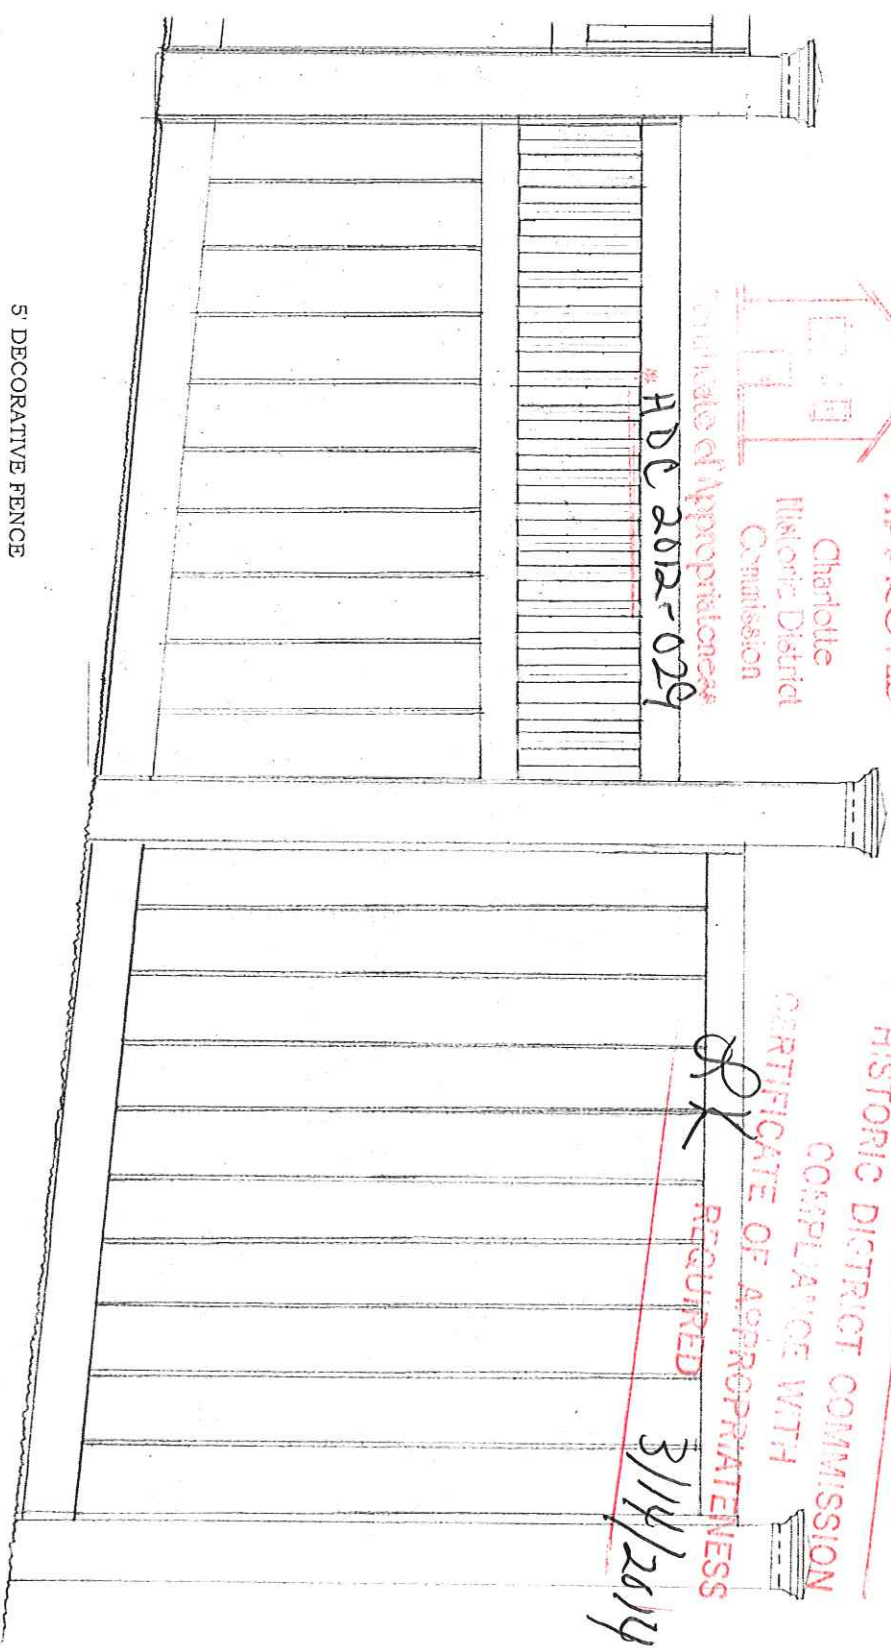 Charlotte
Historic District
Commission
Certificate of Appropriateness
# HDC 2012-029
HISTORIC DISTRICT COMMISSION
COMPLIANCE WITH
CERTIFICATE OF APPROPRIATENESS
REQUIRED
3/14/2014
5' DECORATIVE FENCE